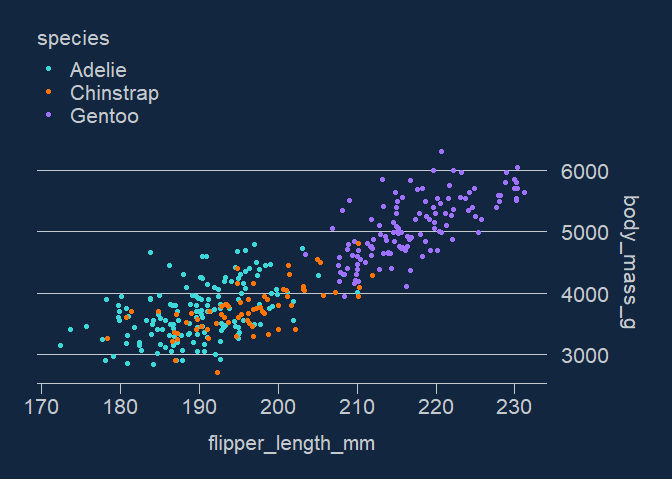 species
Adelie
Chinstrap
Gentoo
6000
5000
4000
3000
body_mass_g
170 180 190 200 210 220 230
flipper_length_mm